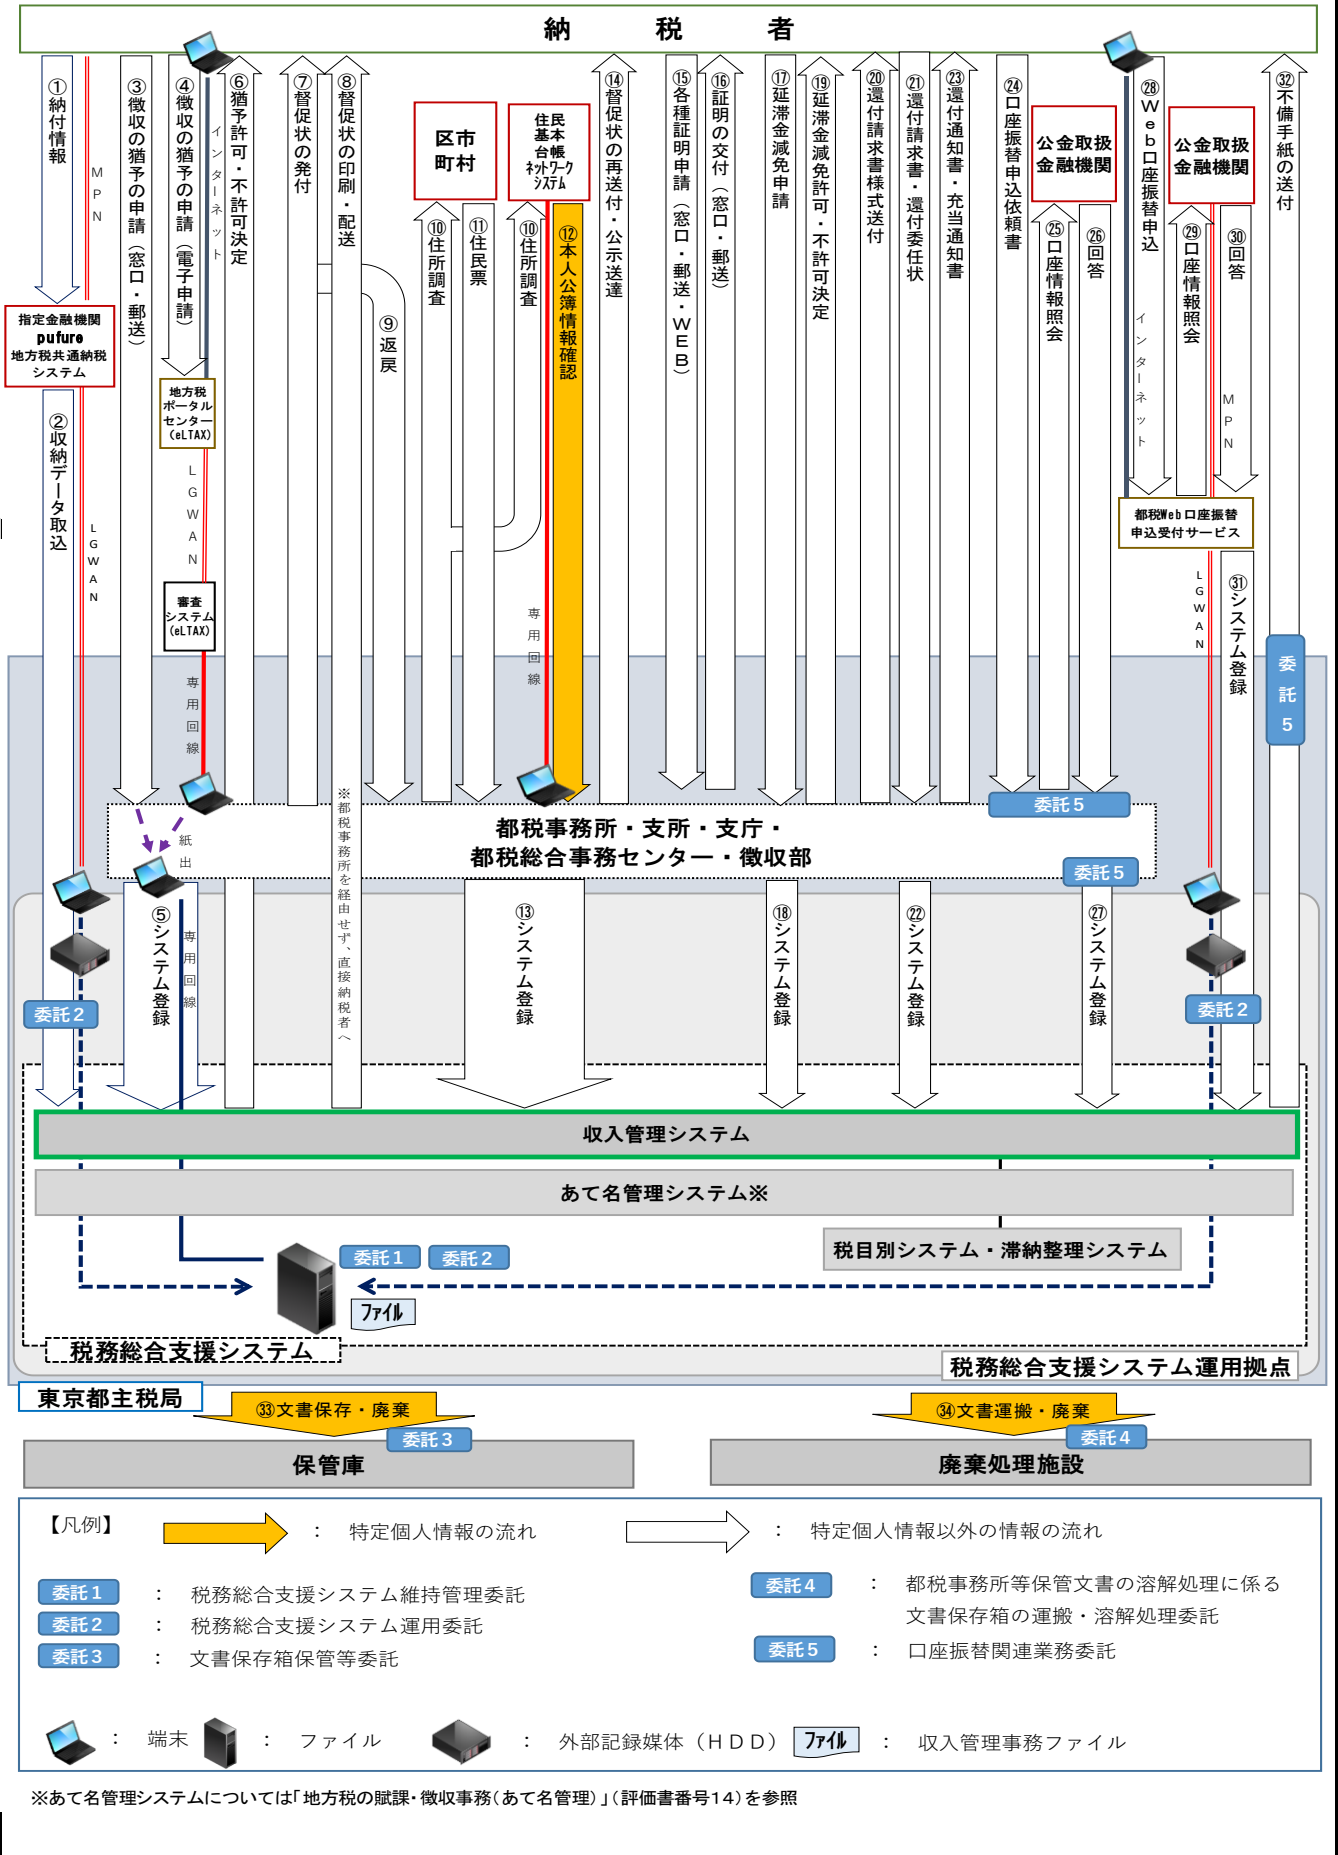 納　税　者
①納付情報
MPN
③徴収の猶予の申請（窓口・郵送）
④徴収の猶予の申請（電子申請）
インターネット
⑥猶予許可・不許可決定
⑦督促状の発付
⑧督促状の印刷・配送
⑨返戻
区市
町村
住民
基本
台帳
ネットワーク
システム
⑩住所調査
⑪住民票
⑩住所調査
⑫本人公簿情報確認
⑭督促状の再送付・公示送達
⑮各種証明申請（窓口・郵送・WEB）
⑯証明の交付（窓口・郵送）
⑰延滞金減免申請
⑲延滞金減免許可・不許可決定
⑳還付請求書様式送付
㉑還付請求書・還付委任状
㉓還付通知書・充当通知書
㉔口座振替申込依頼書
公金取扱
金融機関
㉕口座情報照会
㉖回答
㉘Web口座振替申込
インターネット
公金取扱
金融機関
㉙口座情報照会
㉚回答
MPN
㉜不備手紙の送付
指定金融機関
pufure
地方税共通納税
システム
②収納データ取込
LGWAN
地方税
ポータル
センター
（eLTAX）
LGWAN
審査
システム
（eLTAX）
専用回線
専用回線
都税Web口座振替
申込受付サービス
LGWAN
㉛システム登録
委託5
紙出
※都税事務所を経由せず、直接納税者へ
都税事務所・支所・支庁・
都税総合事務センター・徴収部
委託5
委託5
⑤システム登録
専用回線
⑬システム登録
⑱システム登録
㉒システム登録
㉗システム登録
委託2
委託2
収入管理システム
あて名管理システム※
税目別システム・滞納整理システム
委託1
委託2
ファイル
税務総合支援システム
税務総合支援システム運用拠点
東京都主税局
㉝文書保存・廃棄
㉞文書運搬・廃棄
委託3
委託4
保管庫
廃棄処理施設
【凡例】
：　特定個人情報の流れ
：　特定個人情報以外の情報の流れ
委託1　：　税務総合支援システム維持管理委託
委託2　：　税務総合支援システム運用委託
委託3　：　文書保存箱保管等委託
委託4　：　都税事務所等保管文書の溶解処理に係る
文書保存箱の運搬・溶解処理委託
委託5　：　口座振替関連業務委託
：　端末　：　ファイル　：　外部記録媒体（HDD）　ファイル　：　収入管理事務ファイル
※あて名管理システムについては「地方税の賦課・徴収事務（あて名管理）」（評価書番号14）を参照